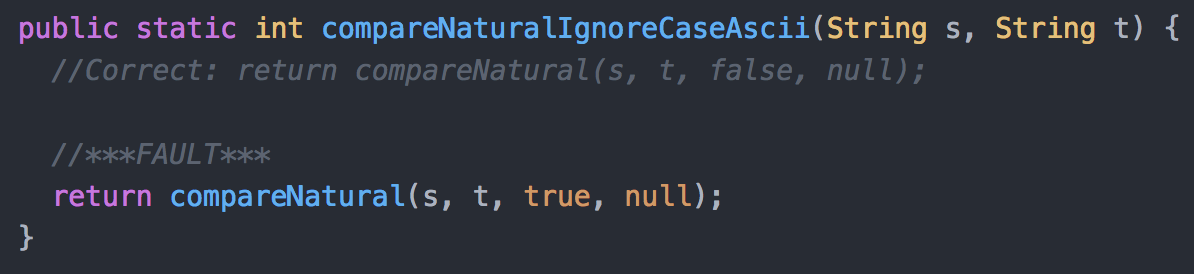 public static int compareNaturalIgnoreCaseAscii(String s, String t) {
//Correct: return compareNatural(s, t, false, null);
//***FAULT***
return compareNatural(s, t, true, null);
}